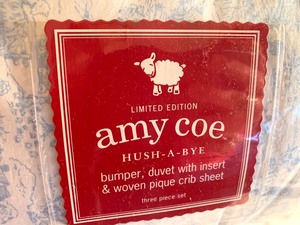 LIMITED EDITION
amy coe
HUSH-A-BYE
bumper, duvet with insert
& woven pique crib sheet
three piece set